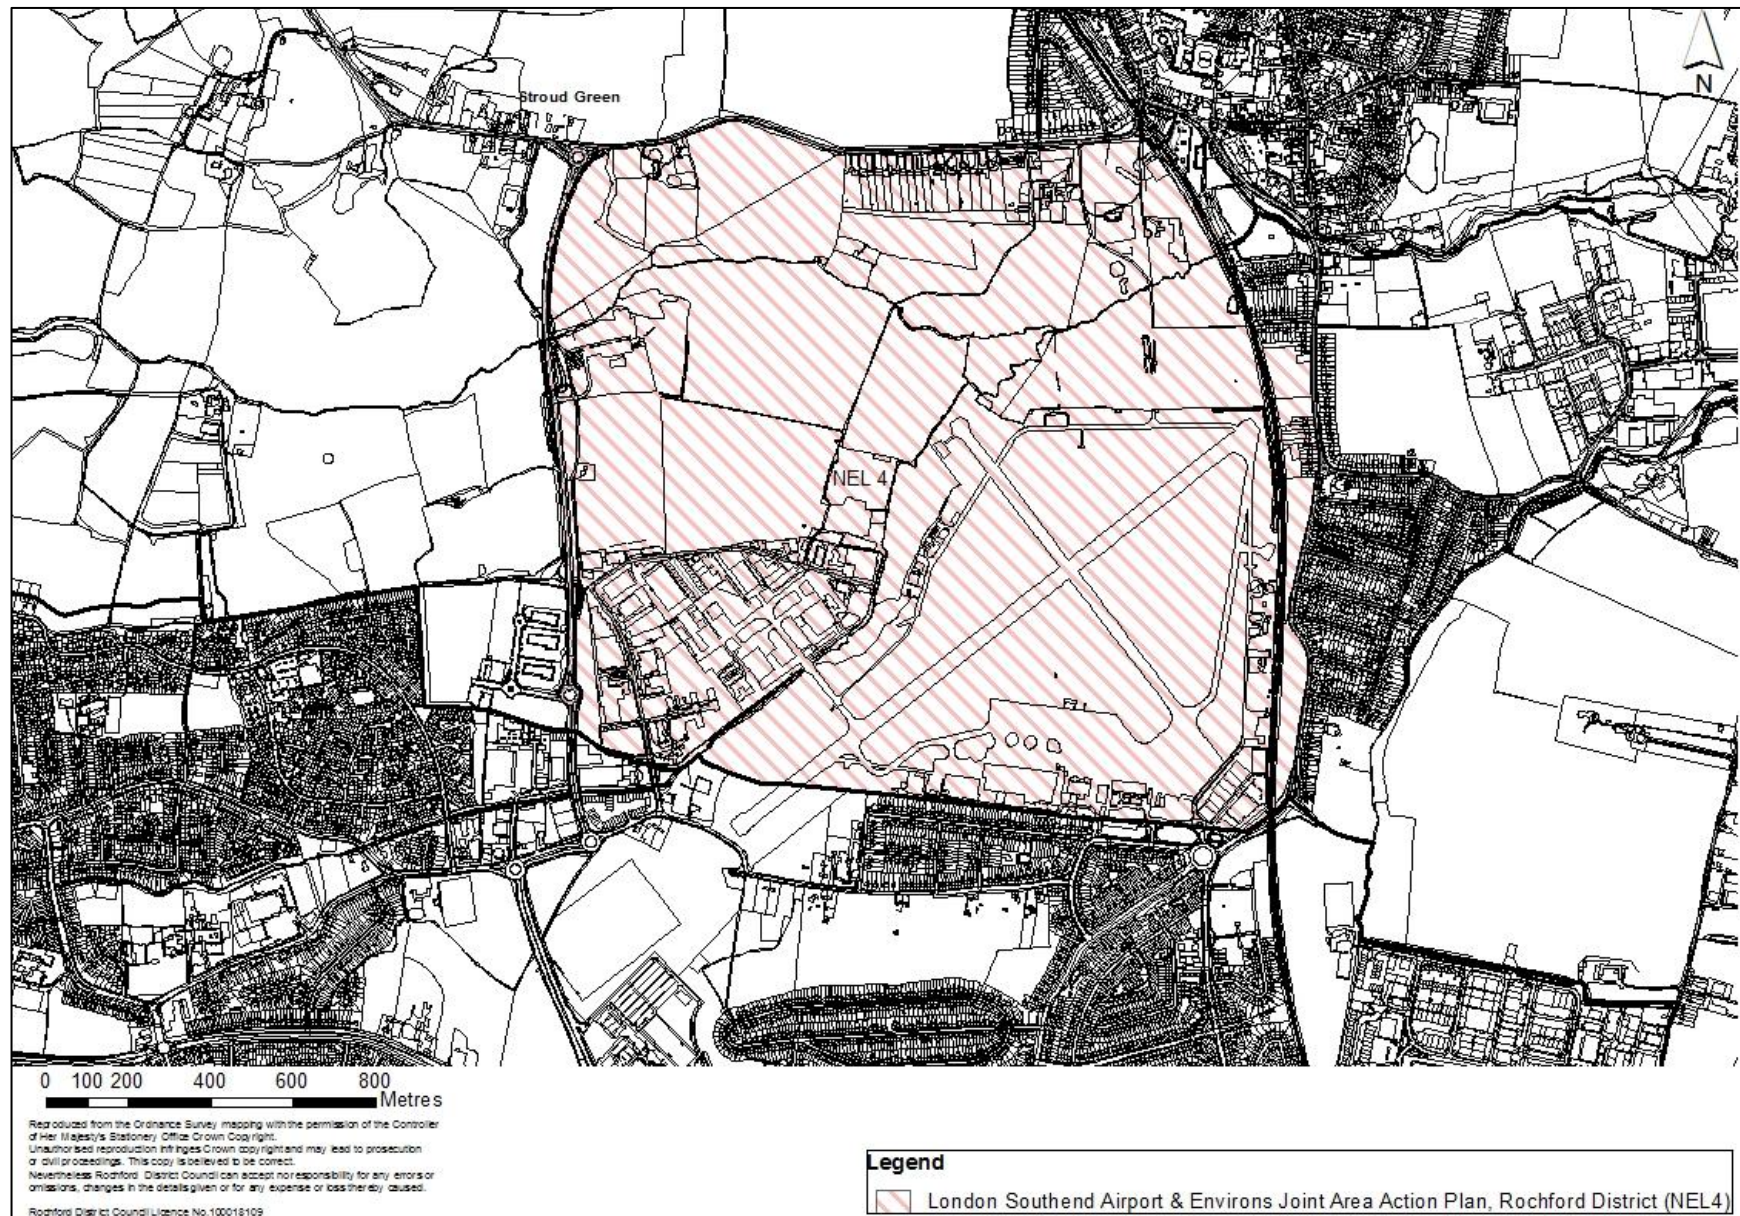 N
Stroud Green
NEL 4
0 100 200 400 600 800
Metres
Reproduced from the Ordnance Survey mapping with the permission of the Controller
of Her Majesty's Stationery Office Crown Copyright.
Unauthorised reproduction infringes Crown copyright and may lead to prosecution
or civil proceedings. This copy is believed to be correct.
Nevertheless Rochford District Council can accept no responsibility for any errors or
omissions, changes in the details given or for any expense or loss thereby caused.
Rochford District Council Licence No.100018109
Legend
London Southend Airport & Environs Joint Area Action Plan, Rochford District (NEL4)